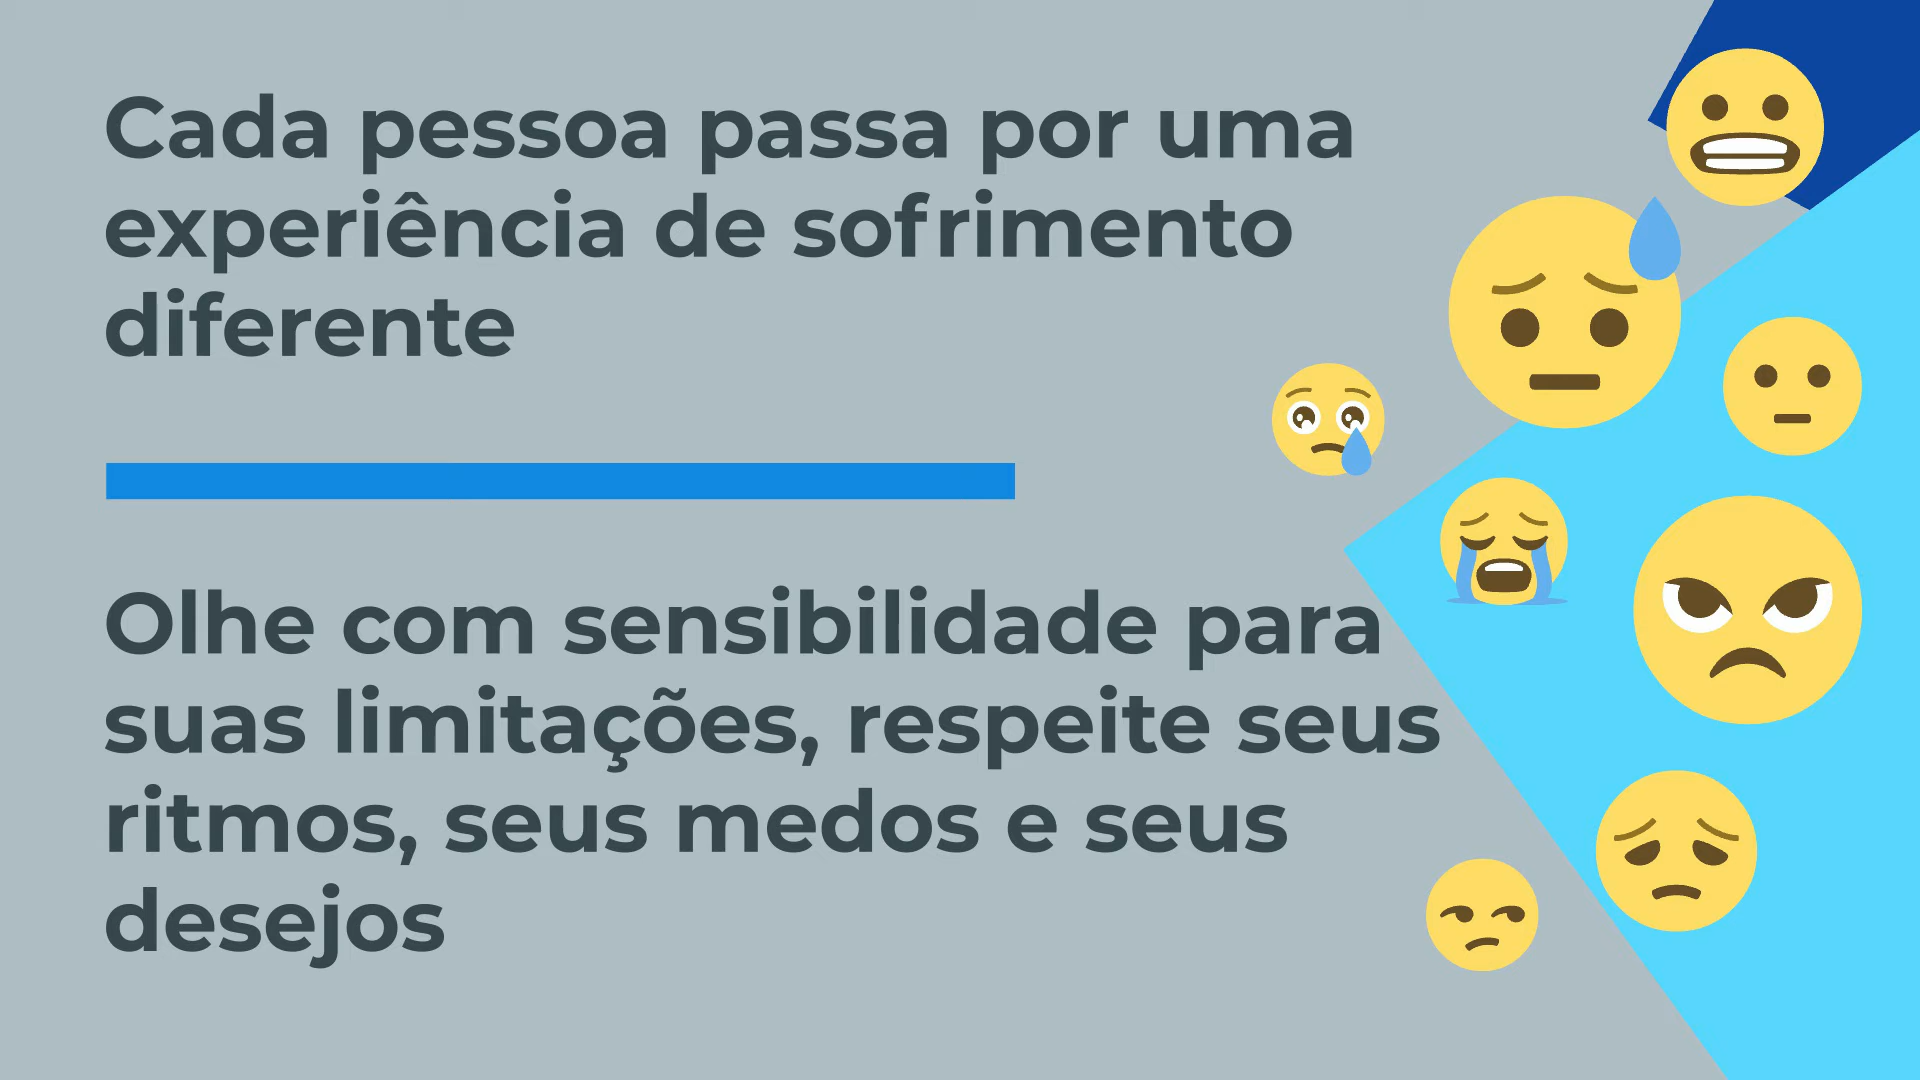 Cada pessoa passa por uma
experiência de sofrimento
diferente
Olhe com sensibilidade para
suas limitações, respeite seus
ritmos, seus medos e seus
desejos